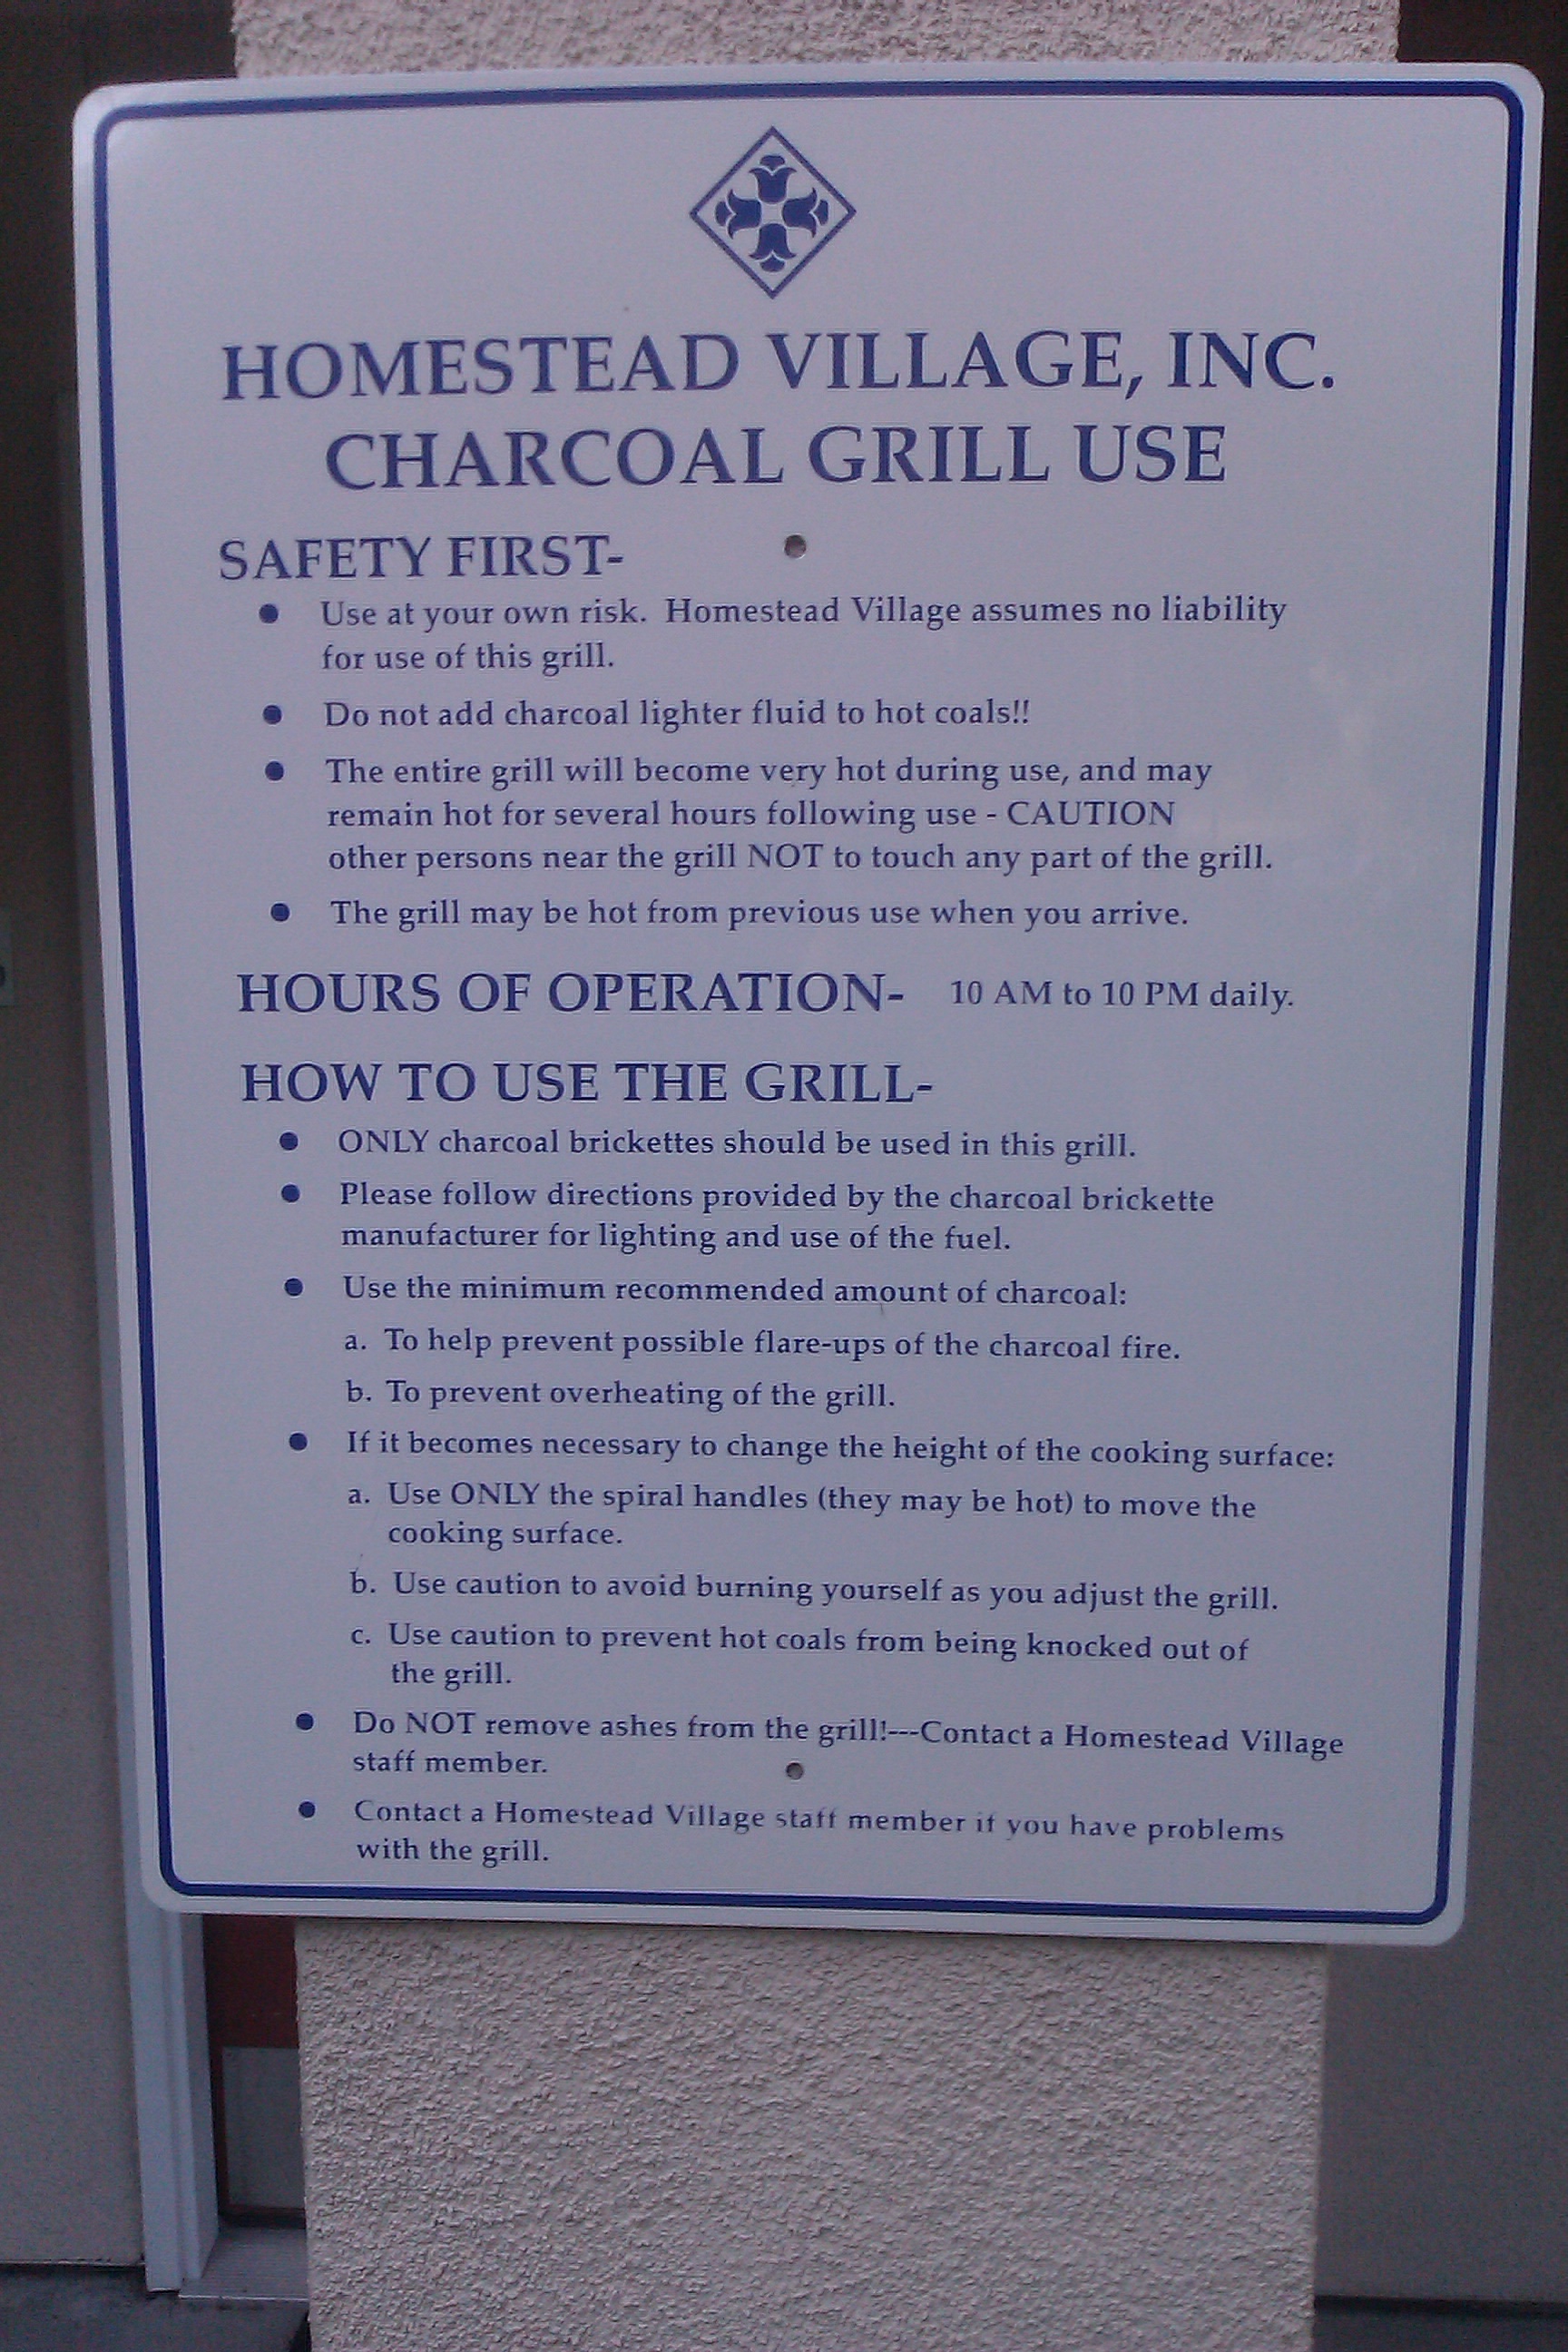 HOMESTEAD VILLAGE, INC.
CHARCOAL GRILL USE
SAFETY FIRST-
• Use at your own risk. Homestead Village assumes no liability
for use of this grill.
• Do not add charcoal lighter fluid to hot coals!!
• The entire grill will become very hot during use, and may
remain hot for several hours following use - CAUTION
other persons near the grill NOT to touch any part of the grill.
• The grill may be hot from previous use when you arrive.
HOURS OF OPERATION- 10 AM to 10 PM daily.
HOW TO USE THE GRILL-
• ONLY charcoal brickettes should be used in this grill.
• Please follow directions provided by the charcoal brickette
manufacturer for lighting and use of the fuel.
• Use the minimum recommended amount of charcoal:
a. To help prevent possible flare-ups of the charcoal fire.
b. To prevent overheating of the grill.
• If it becomes necessary to change the height of the cooking surface:
a. Use ONLY the spiral handles (they may be hot) to move the
cooking surface.
b. Use caution to avoid burning yourself as you adjust the grill.
c. Use caution to prevent hot coals from being knocked out of
the grill.
• Do NOT remove ashes from the grill!---Contact a Homestead Village
staff member.
• Contact a Homestead Village staff member if you have problems
with the grill.